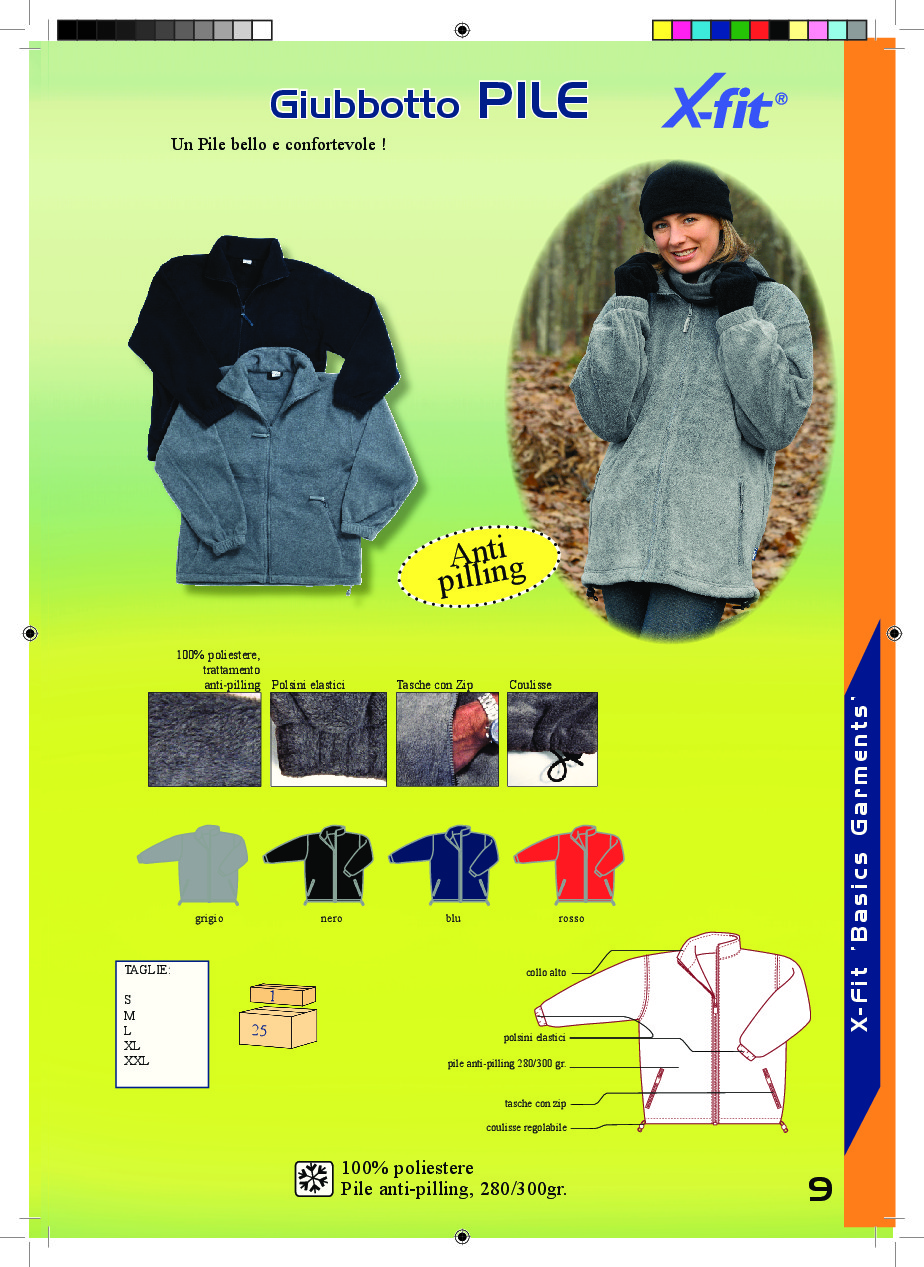 Giubbotto PILE
X-fit®
Un Pile bello e confortevole !
Anti
pilling
100% poliestere,
trattamento
anti-pilling
Polsini elastici
Tasche con Zip
Coulisse
grigio
nero
blu
rosso
TAGLIE:
S
M
L
XL
XXL
1
25
collo alto
polsini elastici
pile anti-pilling 280/300 gr.
tasche con zip
coulisse regolabile
100% poliestere
Pile anti-pilling, 280/300gr.
X-Fit 'Basics Garments'
9